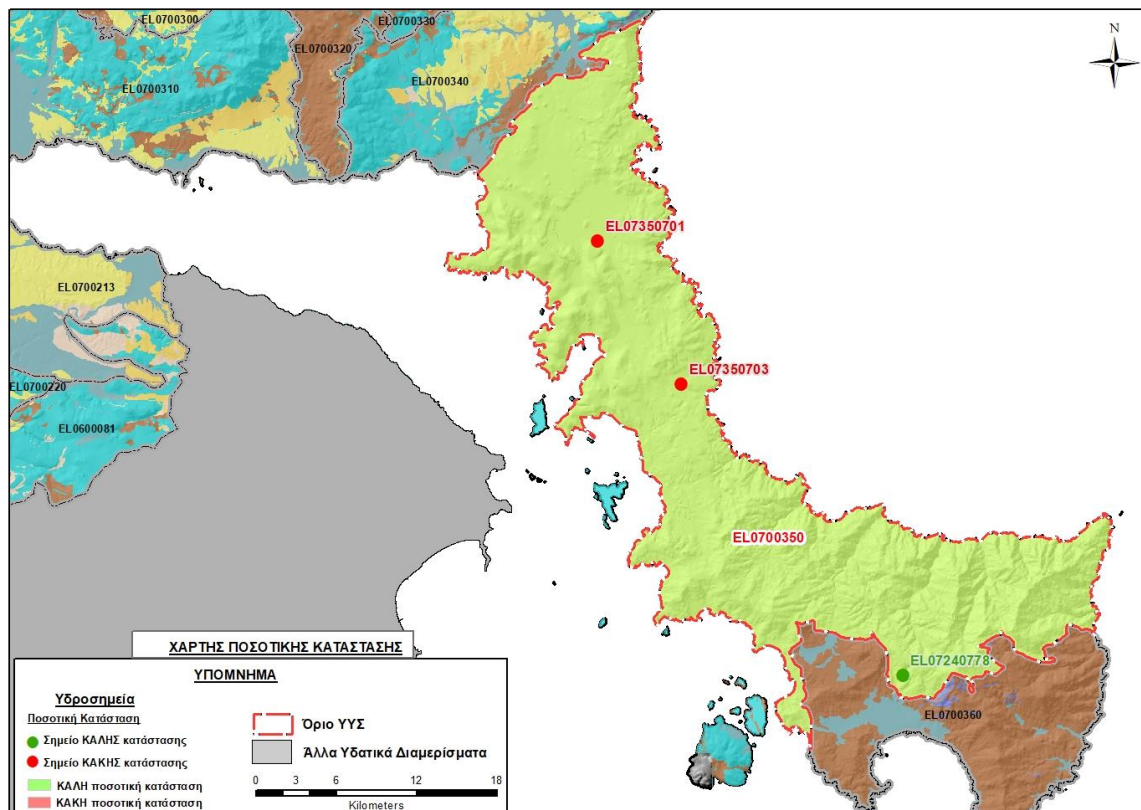 EL0700300
EL0700330
EL0700320
EL0700310
EL0700340
N
EL07350701
EL0700213
EL07350703
EL0700220
EL0600081
EL0700350
EL07240778
EL0700360
ΧΑΡΤΗΣ ΠΟΣΟΤΙΚΗΣ ΚΑΤΑΣΤΑΣΗΣ
ΥΠΟΜΝΗΜΑ
Υδροσημεία
Ποσοτική Κατάσταση
Σημείο ΚΑΛΗΣ κατάστασης
Σημείο ΚΑΚΗΣ κατάστασης
ΚΑΛΗ ποσοτική κατάσταση
ΚΑΚΗ ποσοτική κατάσταση
Όριο ΥΥΣ
Άλλα Υδατικά Διαμερίσματα
0 3 6 12 18
Kilometers